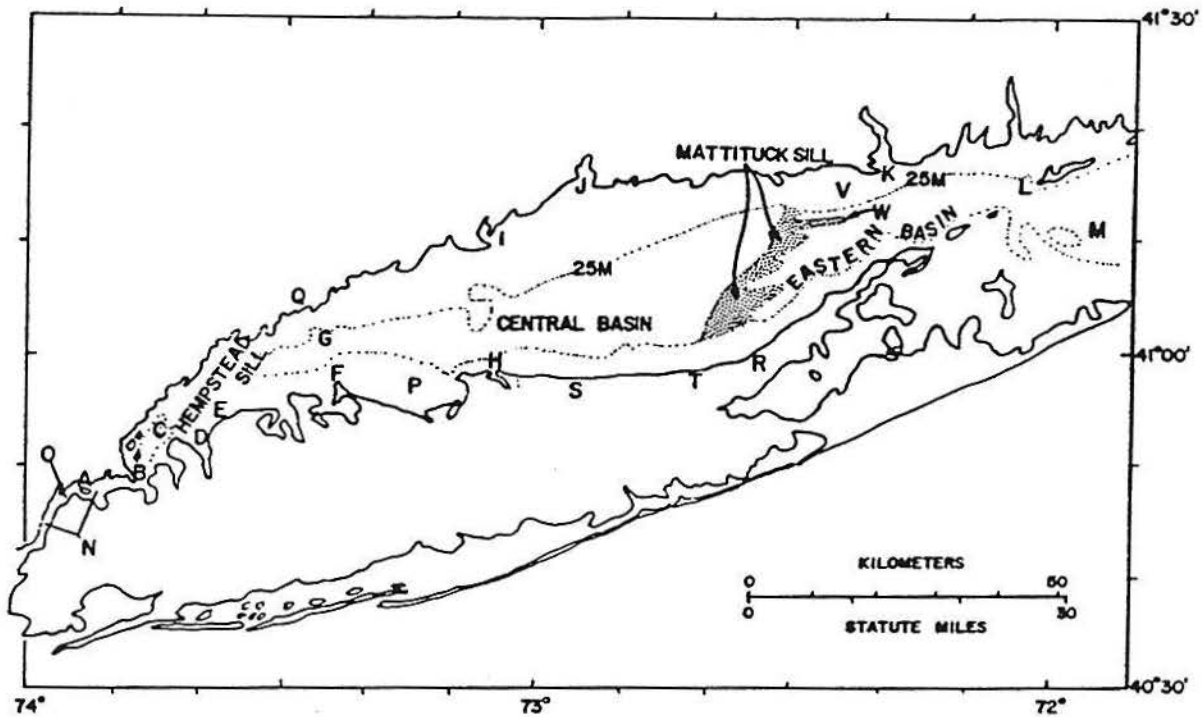 41°30'
MATTITUCK SILL
K
25M
J
V
L
W
I
M
EASTERN BASIN
25M
Q
CENTRAL BASIN
G
41°00'
H
R
F
P
S
T
HEMPSTEAD SILL
E
C
D
B
O
A
N
KILOMETERS
0 50
0 30
STATUTE MILES
40°30'
74° 73° 72°